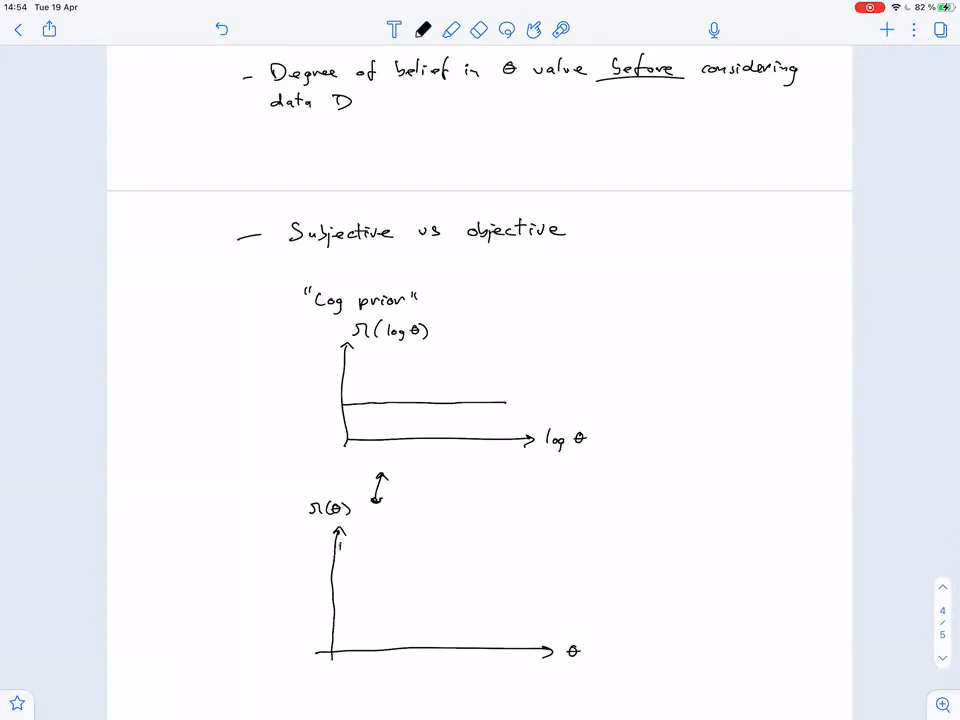 14:54 Tue 19 Apr
82 %
- Degree of belief in θ value before considering
data D
- Subjective vs objective
"Log prior"
π(log θ)
log θ
π(θ)
θ
4
/
5